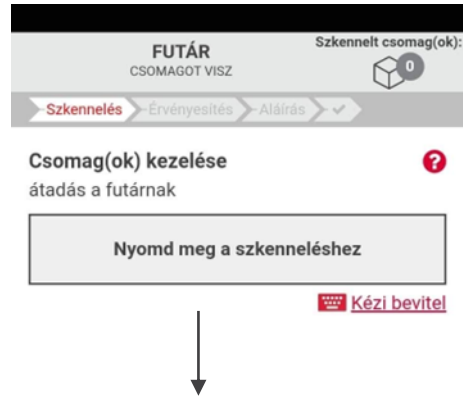 Szkennelt csomag(ok):
FUTÁR
0
CSOMAGOT VISZ
Szkennelés Érvényesítés Aláírás
Csomag(ok) kezelése
?
átadás a futárnak
Nyomd meg a szkenneléshez
Kézi bevitel